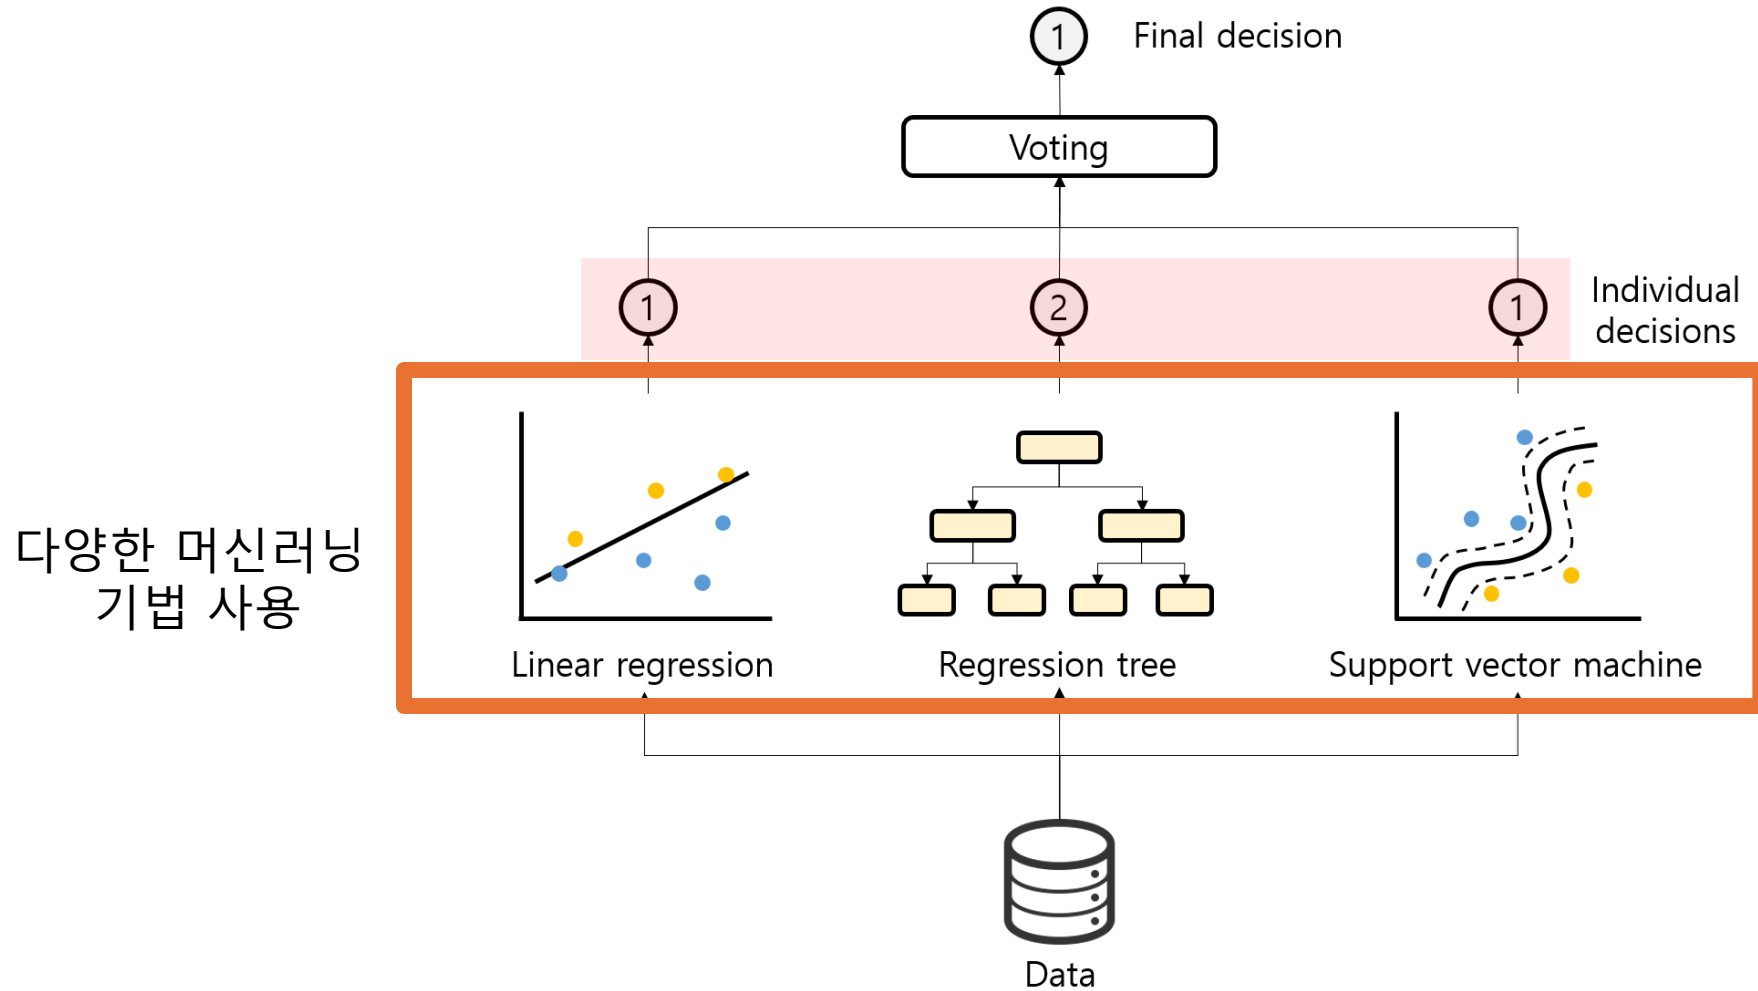 1
Final decision
Voting
1
2
1
Individual
decisions
다양한 머신러닝
기법 사용
Linear regression
Regression tree
Support vector machine
Data